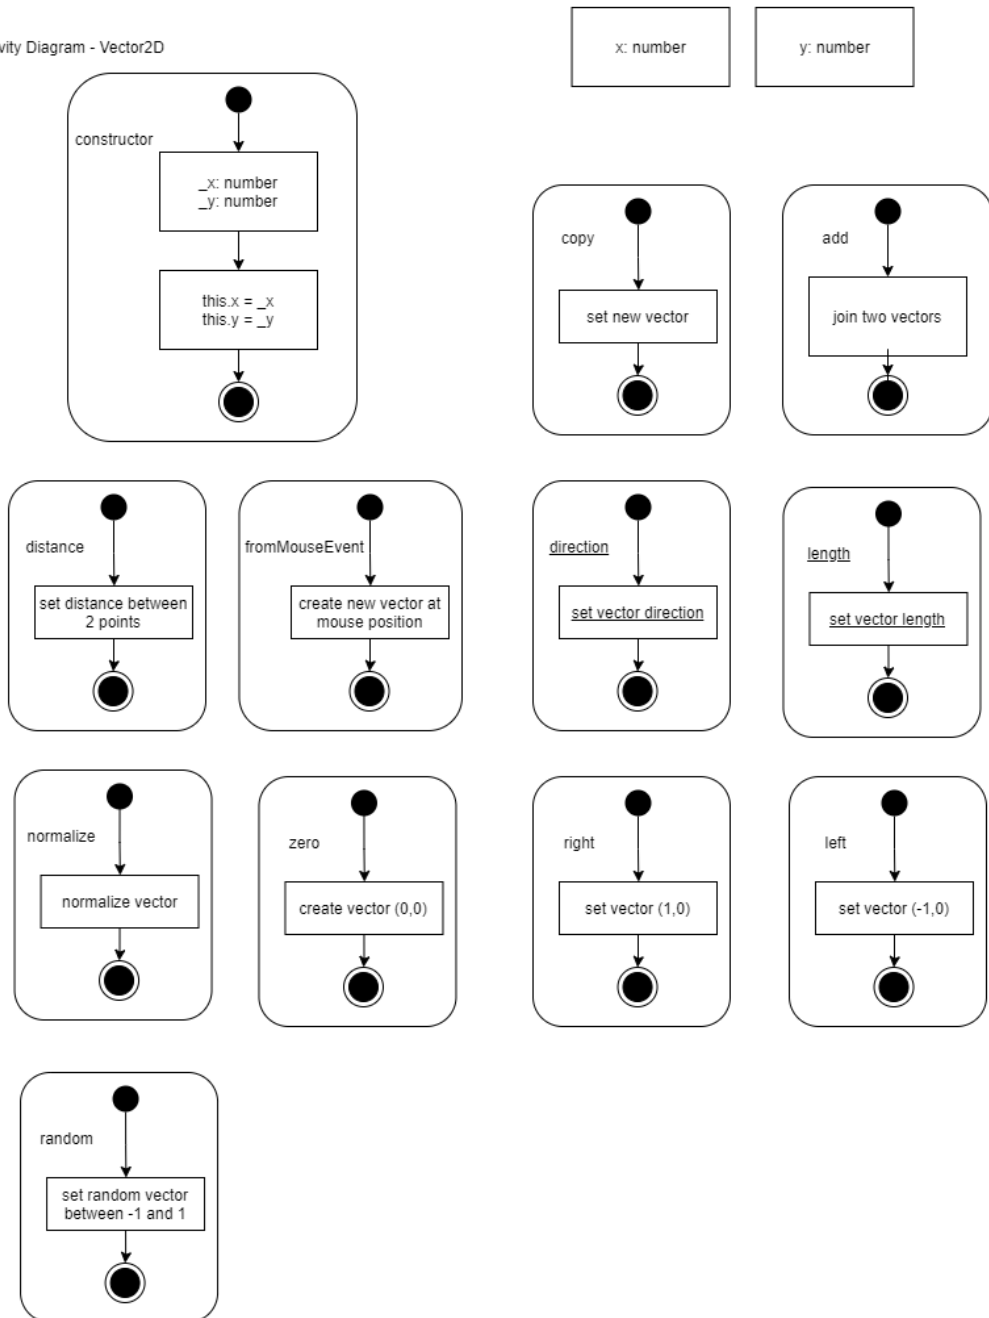 vity Diagram - Vector2D
x: number
y: number
constructor
_x: number
_y: number
this.x = _x
this.y = _y
copy
set new vector
add
join two vectors
distance
set distance between
2 points
fromMouseEvent
create new vector at
mouse position
direction
set vector direction
length
set vector length
normalize
normalize vector
zero
create vector (0,0)
right
set vector (1,0)
left
set vector (-1,0)
random
set random vector
between -1 and 1